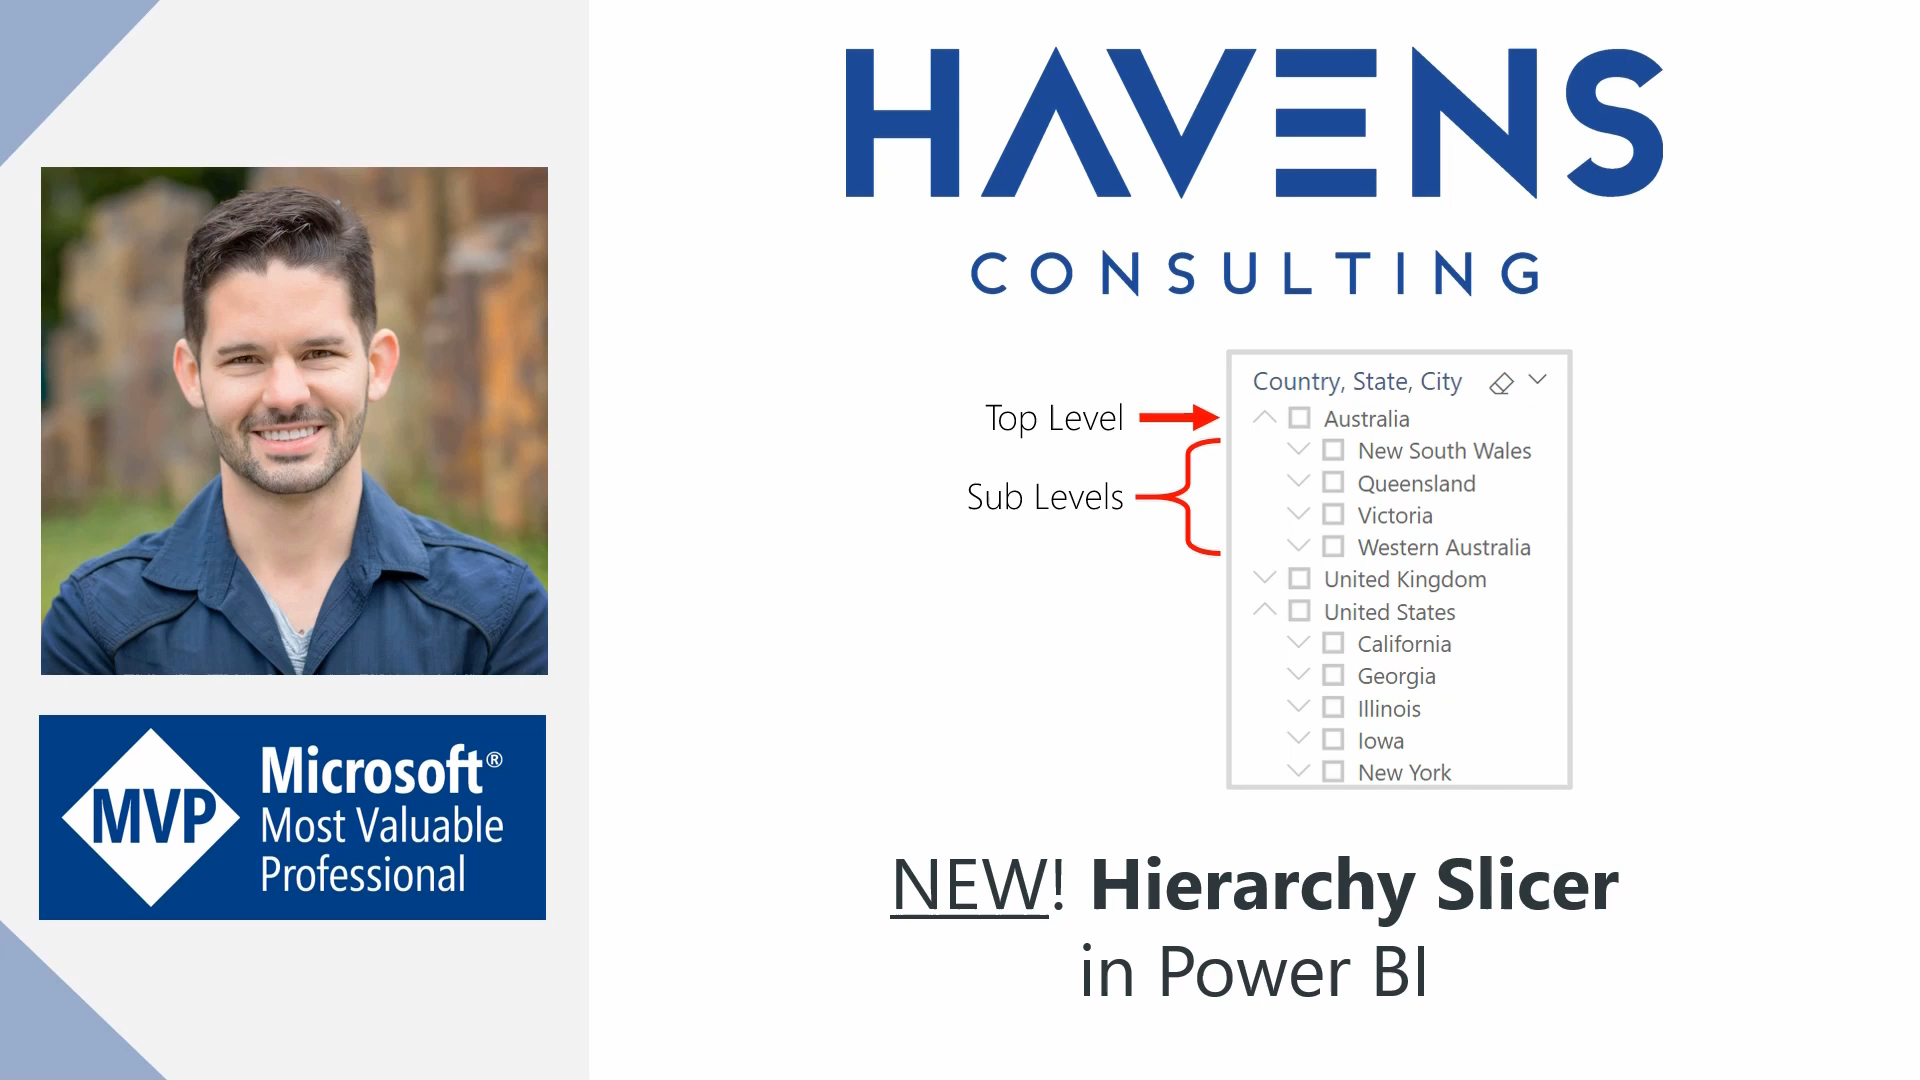 HAVENS
CONSULTING
Country, State, City
Top Level
Australia
New South Wales
Sub Levels
Queensland
Victoria
Western Australia
United Kingdom
United States
California
Georgia
Illinois
Iowa
New York
MVP
Microsoft®
Most Valuable
Professional
NEW! Hierarchy Slicer
in Power BI